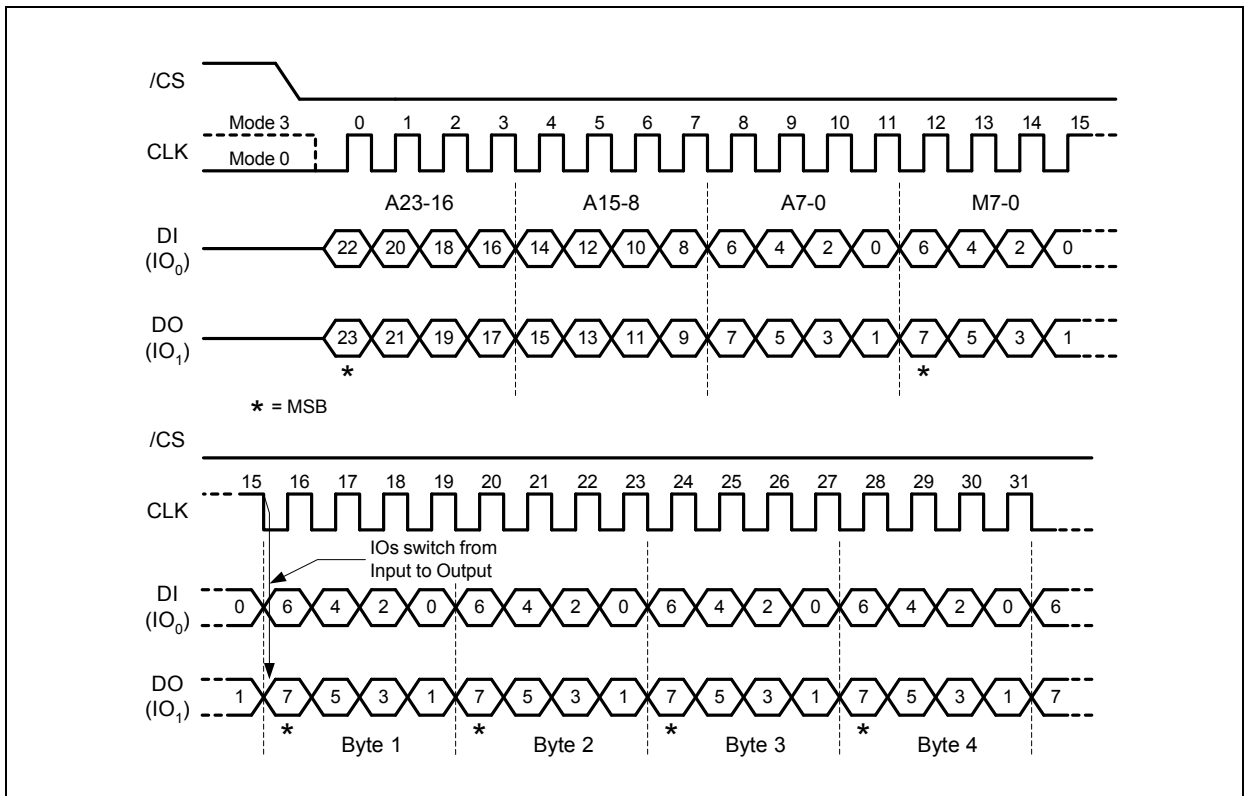 /CS
Mode 3
0 1 2 3 4 5 6 7 8 9 10 11 12 13 14 15
CLK
Mode 0
A23-16 A15-8 A7-0 M7-0
DI
(IO0)
22 20 18 16 14 12 10 8 6 4 2 0 6 4 2 0
DO
(IO1)
23 21 19 17 15 13 11 9 7 5 3 1 7 5 3 1
* *
* = MSB
/CS
15 16 17 18 19 20 21 22 23 24 25 26 27 28 29 30 31
CLK
IOs switch from
Input to Output
DI
(IO0)
0 6 4 2 0 6 4 2 0 6 4 2 0 6 4 2 0 6
DO
(IO1)
1 7 5 3 1 7 5 3 1 7 5 3 1 7 5 3 1 7
* * * *
Byte 1 Byte 2 Byte 3 Byte 4